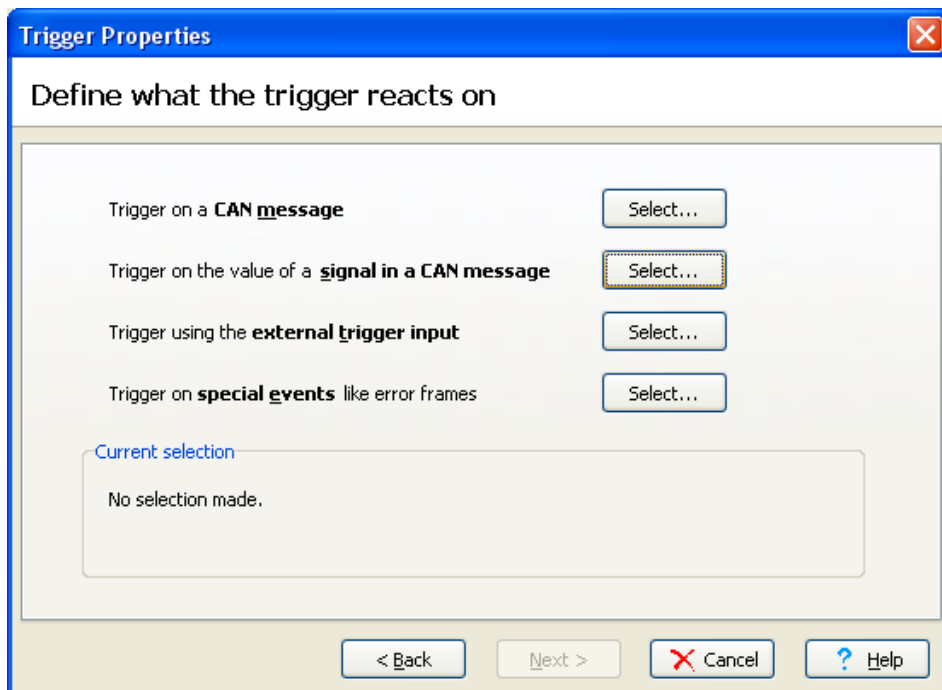 Trigger Properties
Define what the trigger reacts on
Trigger on a CAN message Select...
Trigger on the value of a signal in a CAN message Select...
Trigger using the external trigger input Select...
Trigger on special events like error frames Select...
Current selection
No selection made.
< Back Next > Cancel ? Help